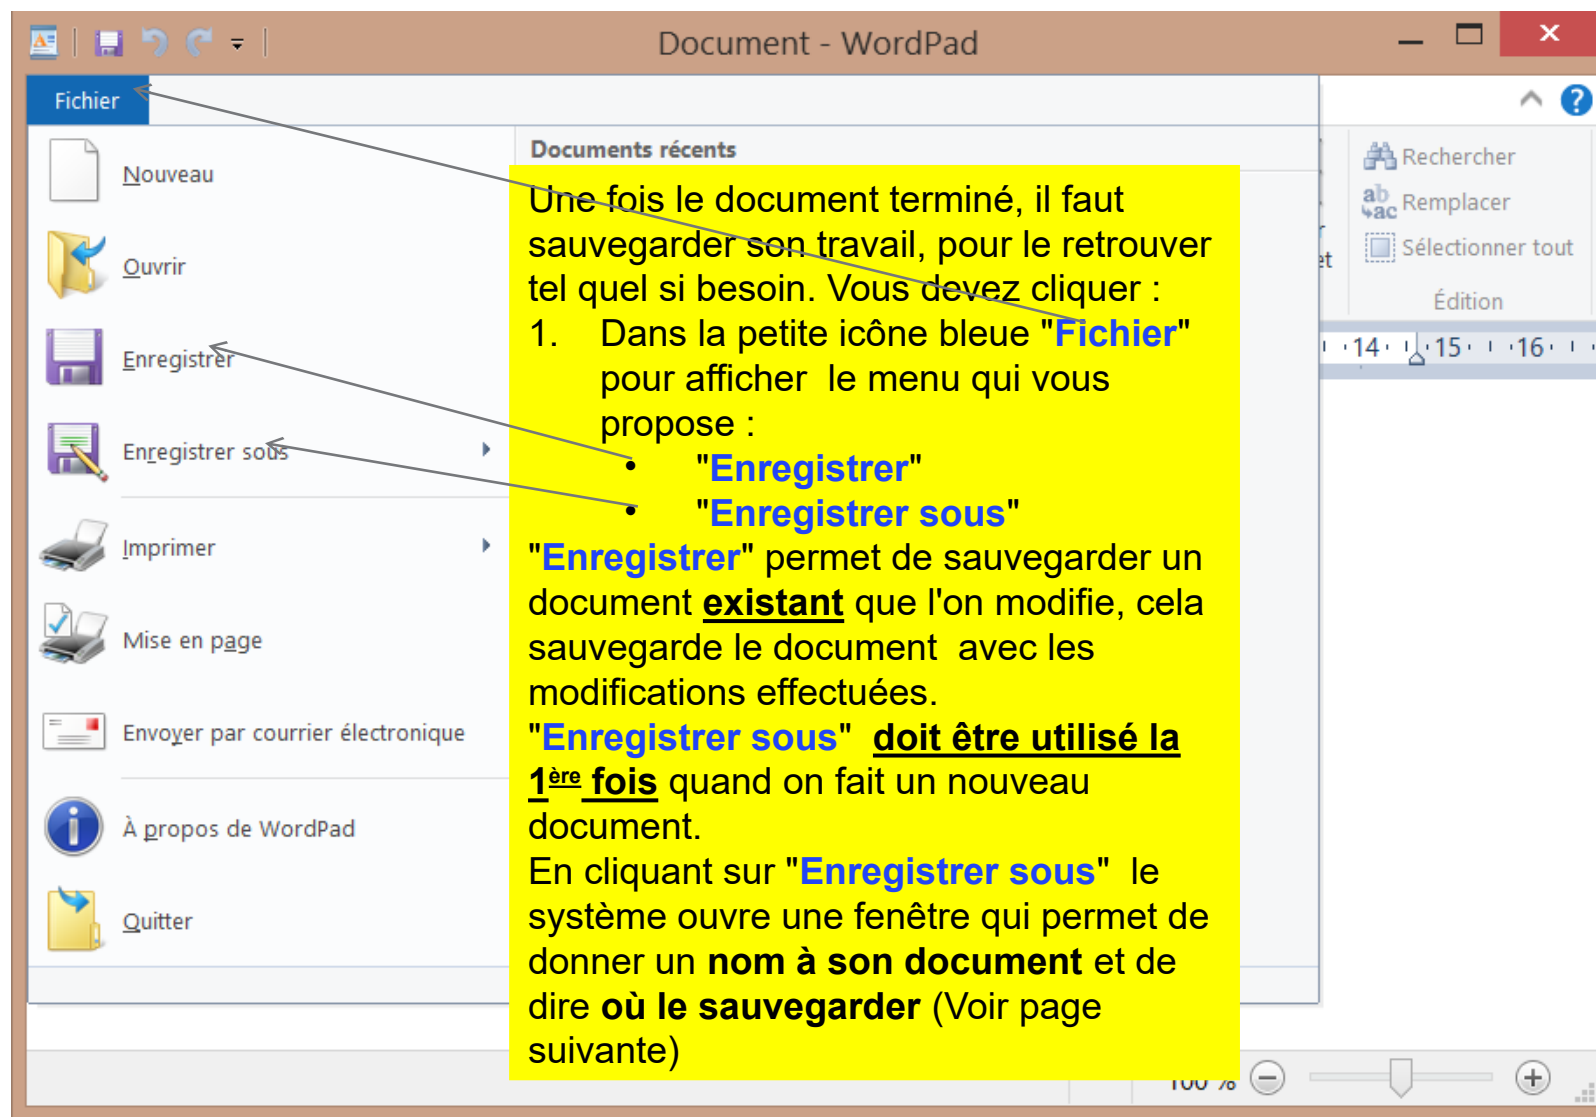 Document - WordPad
Fichier
Documents récents
Nouveau
Ouvrir
Enregistrer
Enregistrer sous
Imprimer
Mise en page
Envoyer par courrier électronique
À propos de WordPad
Quitter
Une fois le document terminé, il faut
sauvegarder son travail, pour le retrouver
tel quel si besoin. Vous devez cliquer :
1. Dans la petite icône bleue "Fichier"
pour afficher le menu qui vous
propose :
• "Enregistrer"
• "Enregistrer sous"
"Enregistrer" permet de sauvegarder un
document existant que l'on modifie, cela
sauvegarde le document avec les
modifications effectuées.
"Enregistrer sous" doit être utilisé la
1ère fois quand on fait un nouveau
document.
En cliquant sur "Enregistrer sous" le
système ouvre une fenêtre qui permet de
donner un nom à son document et de
dire où le sauvegarder (Voir page
suivante)
Rechercher
Remplacer
Sélectionner tout
Édition
14 15 16
100 %